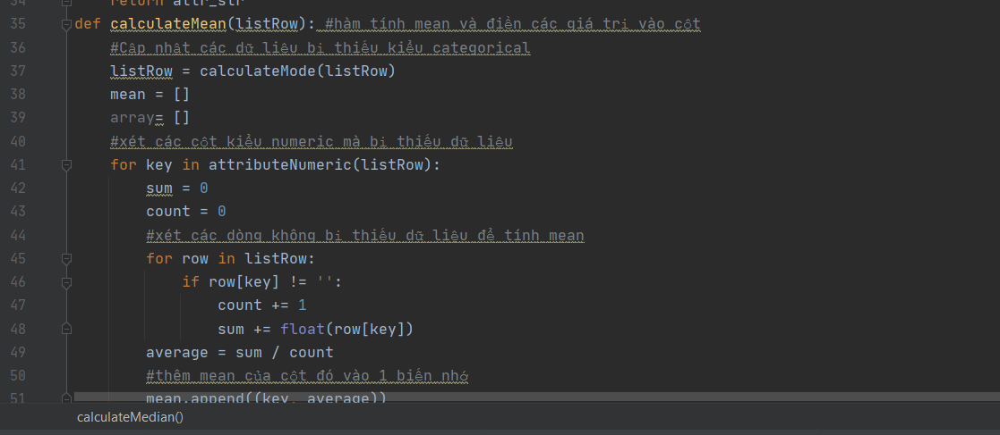 34 return attr_str
35 def calculateMean(listRow): #hàm tính mean và điền các giá trị vào cột
36 #Cập nhật các dữ liệu bị thiếu kiểu categorical
37 listRow = calculateMode(listRow)
38 mean = []
39 array= []
40 #xét các cột kiểu numeric mà bị thiếu dữ liệu
41 for key in attributeNumeric(listRow):
42 sum = 0
43 count = 0
44 #xét các dòng không bị thiếu dữ liệu để tính mean
45 for row in listRow:
46 if row[key] != '':
47 count += 1
48 sum += float(row[key])
49 average = sum / count
50 #thêm mean của cột đó vào 1 biến nhớ
51 mean.append((key, average))
calculateMedian()